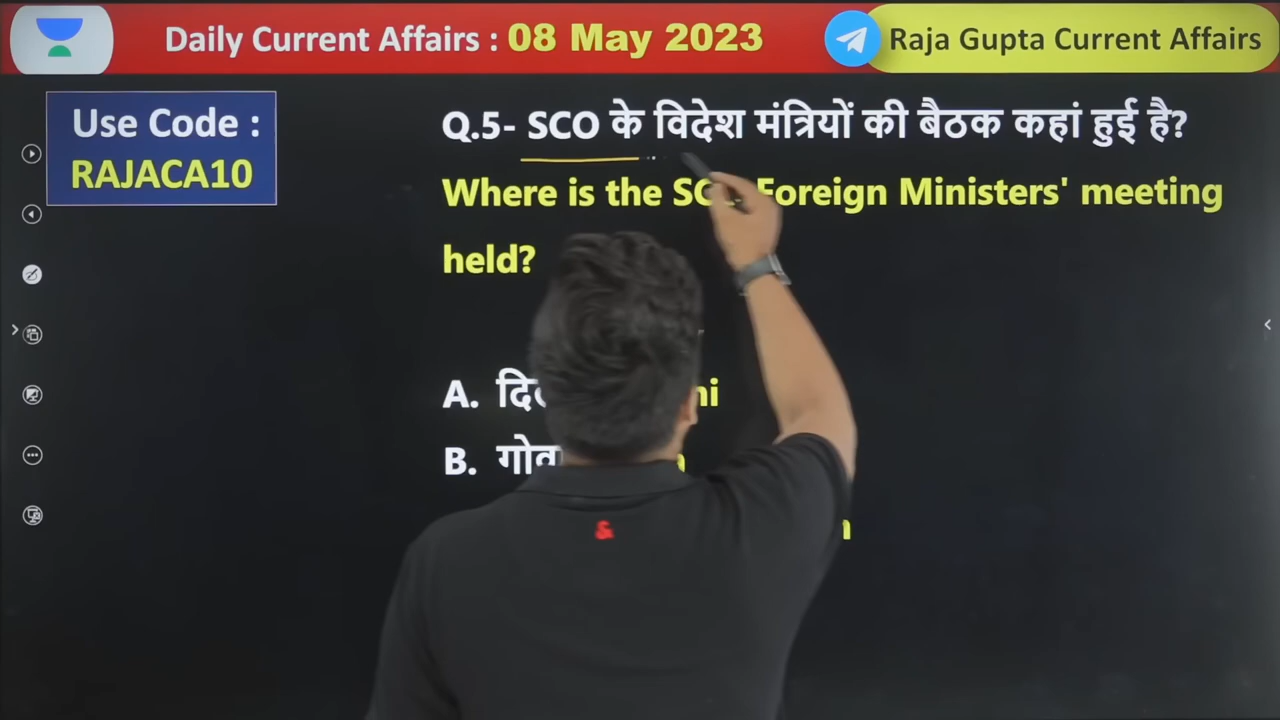 Daily Current Affairs : 08 May 2023
Raja Gupta Current Affairs
Use Code :
RAJACA10
Q.5- SCO के विदेश मंत्रियों की बैठक कहां हुई है?
Where is the Foreign Ministers' meeting
held?
A.
B.